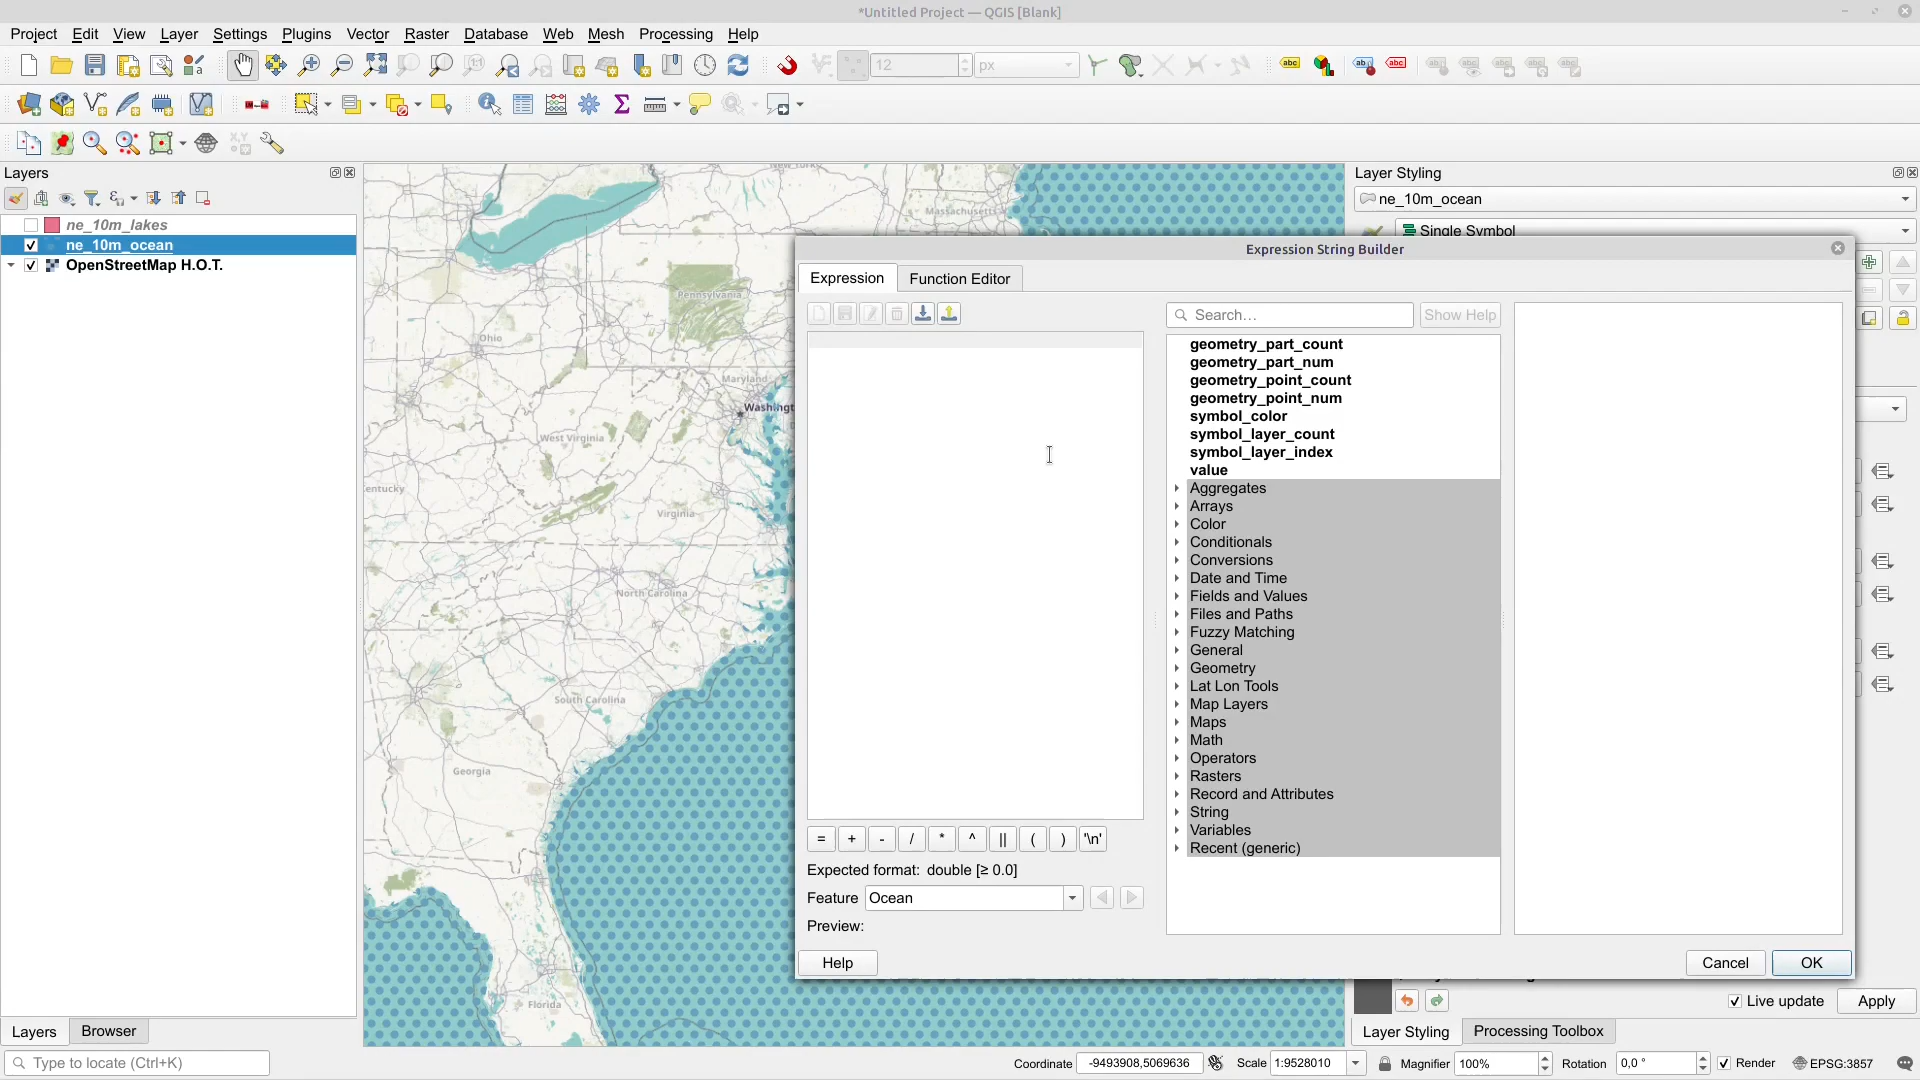 *Untitled Project — QGIS [Blank]
Project Edit View Layer Settings Plugins Vector Raster Database Web Mesh Processing Help
12 px
Layers
ne_10m_lakes
ne_10m_ocean
OpenStreetMap H.O.T.
New York
Massachusetts
Pennsylvania
Ohio
Maryland
Washingt
West Virginia
Kentucky
Virginia
North Carolina
South Carolina
Georgia
Florida
Layer Styling
ne_10m_ocean
Single Symbol
Expression String Builder
Expression Function Editor
Search… Show Help
geometry_part_count
geometry_part_num
geometry_point_count
geometry_point_num
symbol_color
symbol_layer_count
symbol_layer_index
value
Aggregates
Arrays
Color
Conditionals
Conversions
Date and Time
Fields and Values
Files and Paths
Fuzzy Matching
General
Geometry
Lat Lon Tools
Map Layers
Maps
Math
Operators
Rasters
Record and Attributes
String
Variables
Recent (generic)
= + - / * ^ || ( ) '\n'
Expected format: double [≥ 0.0]
Feature Ocean
Preview:
Help Cancel OK
Live update Apply
Layers Browser
Layer Styling Processing Toolbox
Type to locate (Ctrl+K) Coordinate -9493908,5069636 Scale 1:9528010 Magnifier 100% Rotation 0,0 ° Render EPSG:3857